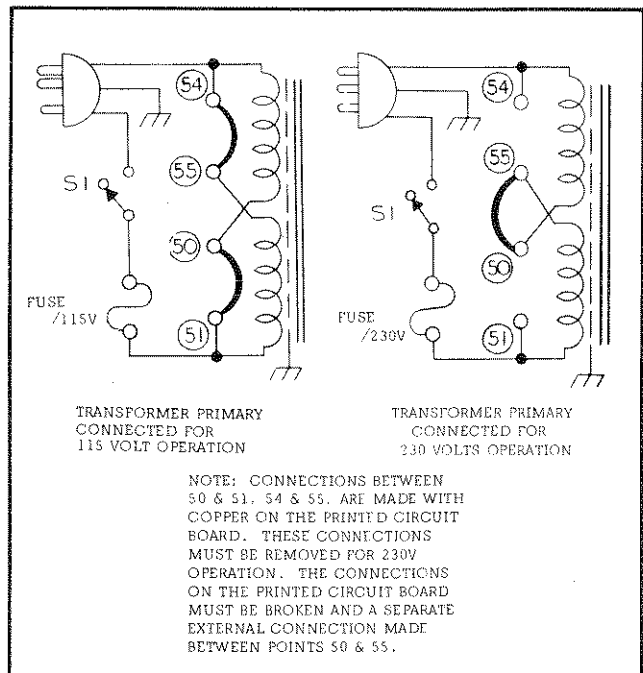 54
55
50
51
S1
FUSE
/115V
TRANSFORMER PRIMARY
CONNECTED FOR
115 VOLT OPERATION
54
55
50
51
S1
FUSE
/230V
TRANSFORMER PRIMARY
CONNECTED FOR
230 VOLTS OPERATION
NOTE: CONNECTIONS BETWEEN
50 & 51, 54 & 55, ARE MADE WITH
COPPER ON THE PRINTED CIRCUIT
BOARD. THESE CONNECTIONS
MUST BE REMOVED FOR 230V
OPERATION. THE CONNECTIONS
ON THE PRINTED CIRCUIT BOARD
MUST BE BROKEN AND A SEPARATE
EXTERNAL CONNECTION MADE
BETWEEN POINTS 50 & 55.